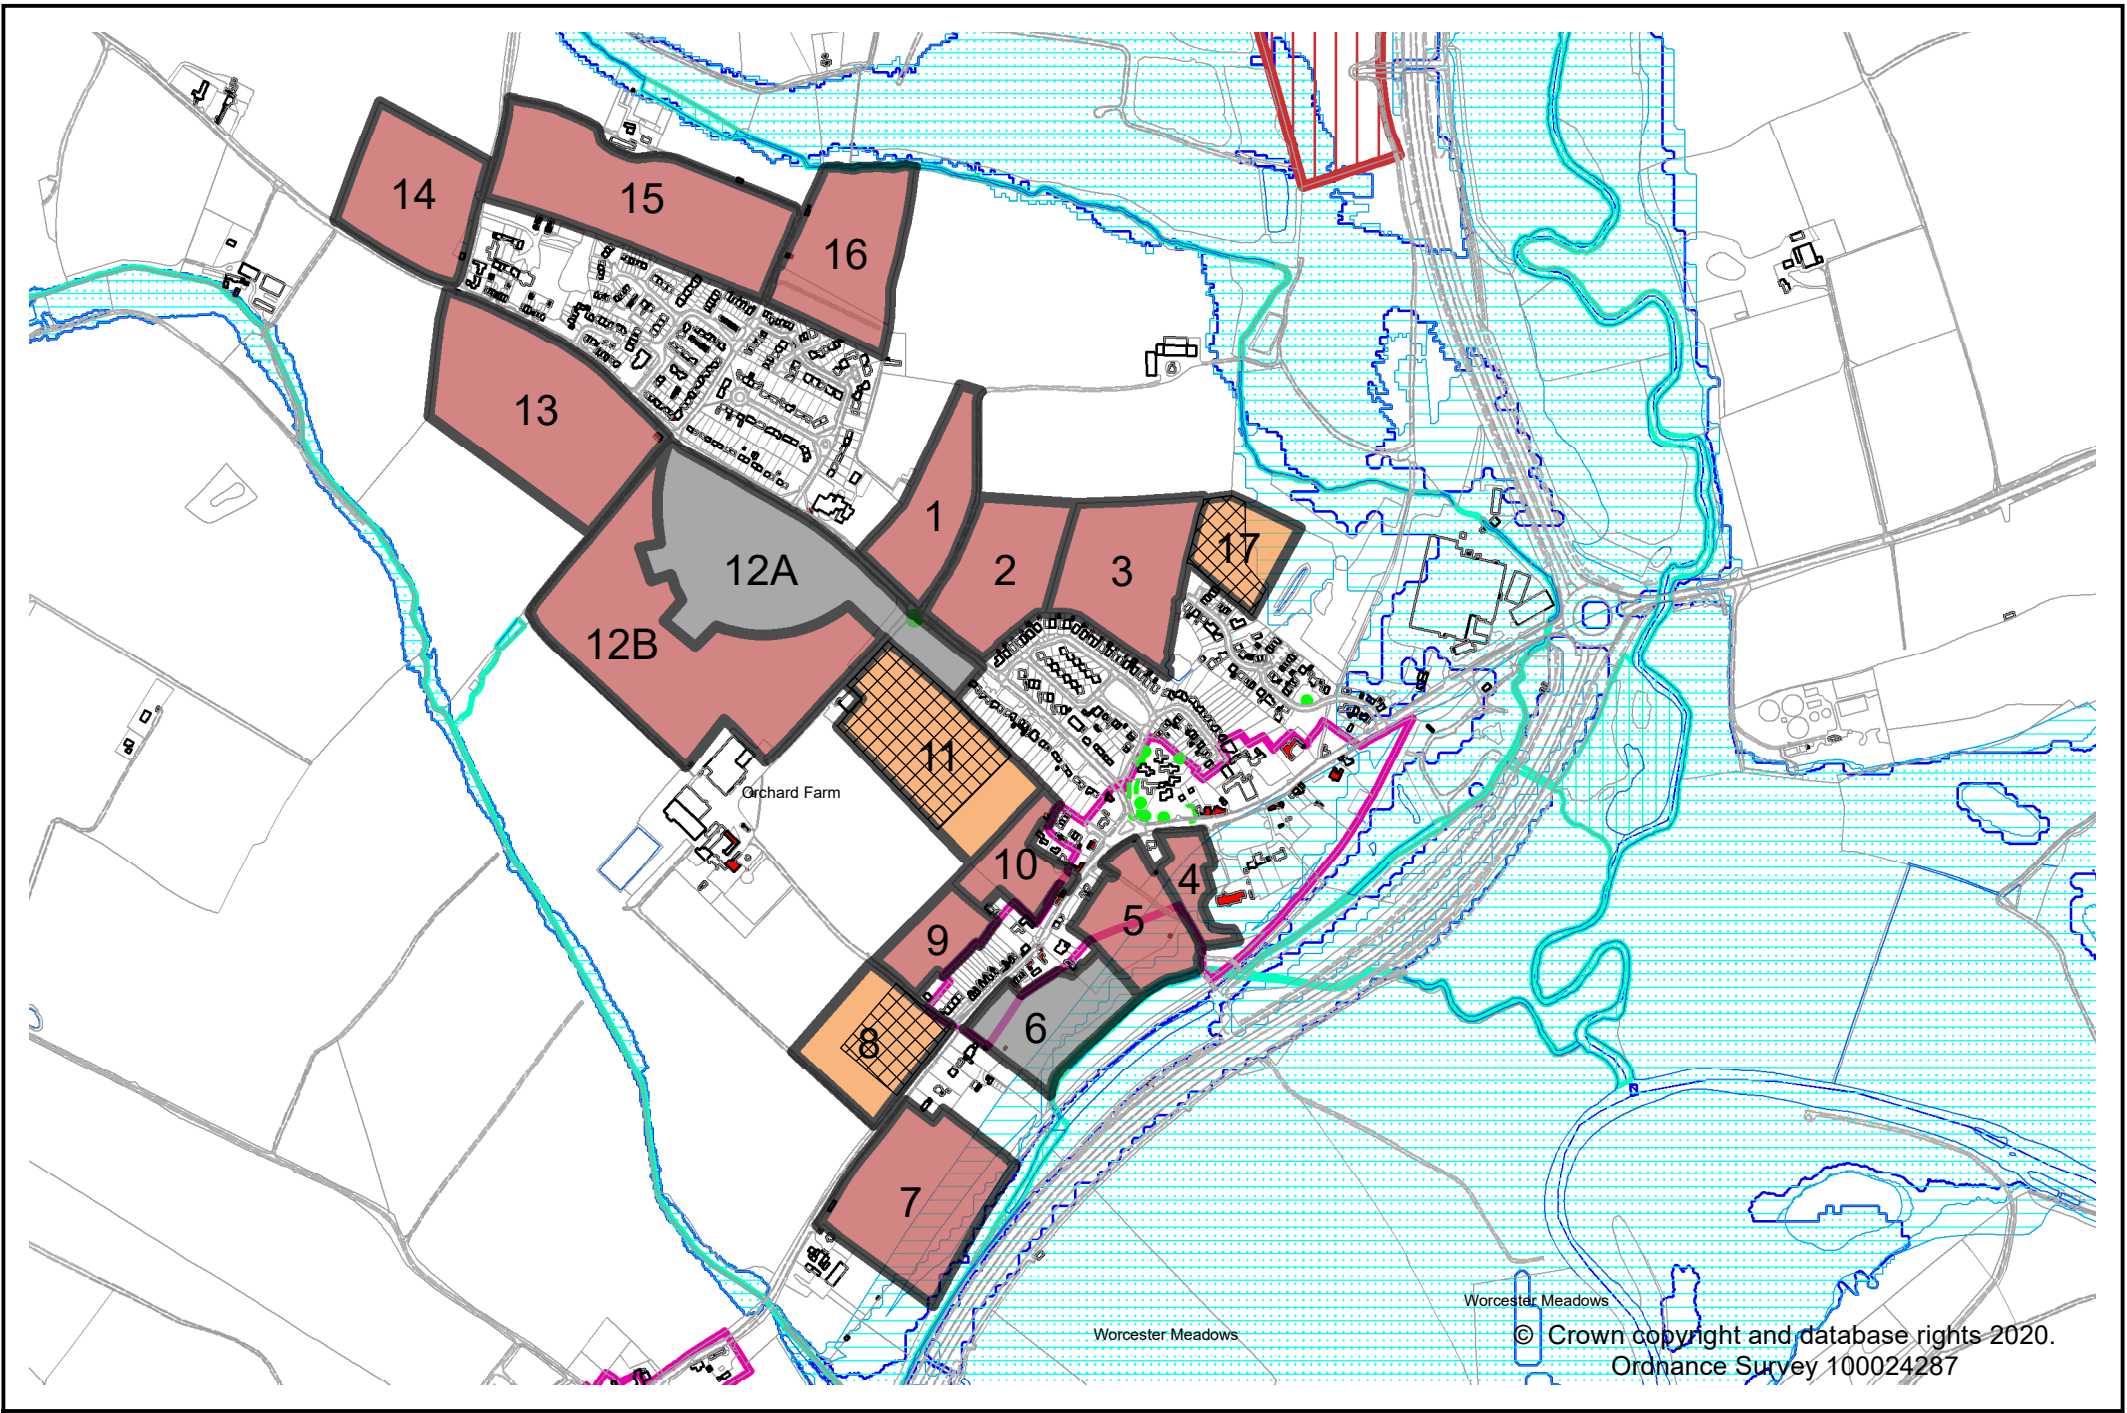 14
15
16
13
1
2
3
17
12A
12B
11
Orchard Farm
10
4
5
9
6
8
7
Worcester Meadows
Worcester Meadows
© Crown copyright and database rights 2020.
Ordnance Survey 100024287